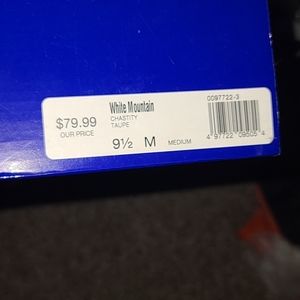 White Mountain
CHASTITY
TAUPE
$79.99
OUR PRICE
9½ M MEDIUM
0097722-3
4 97722 09505 4